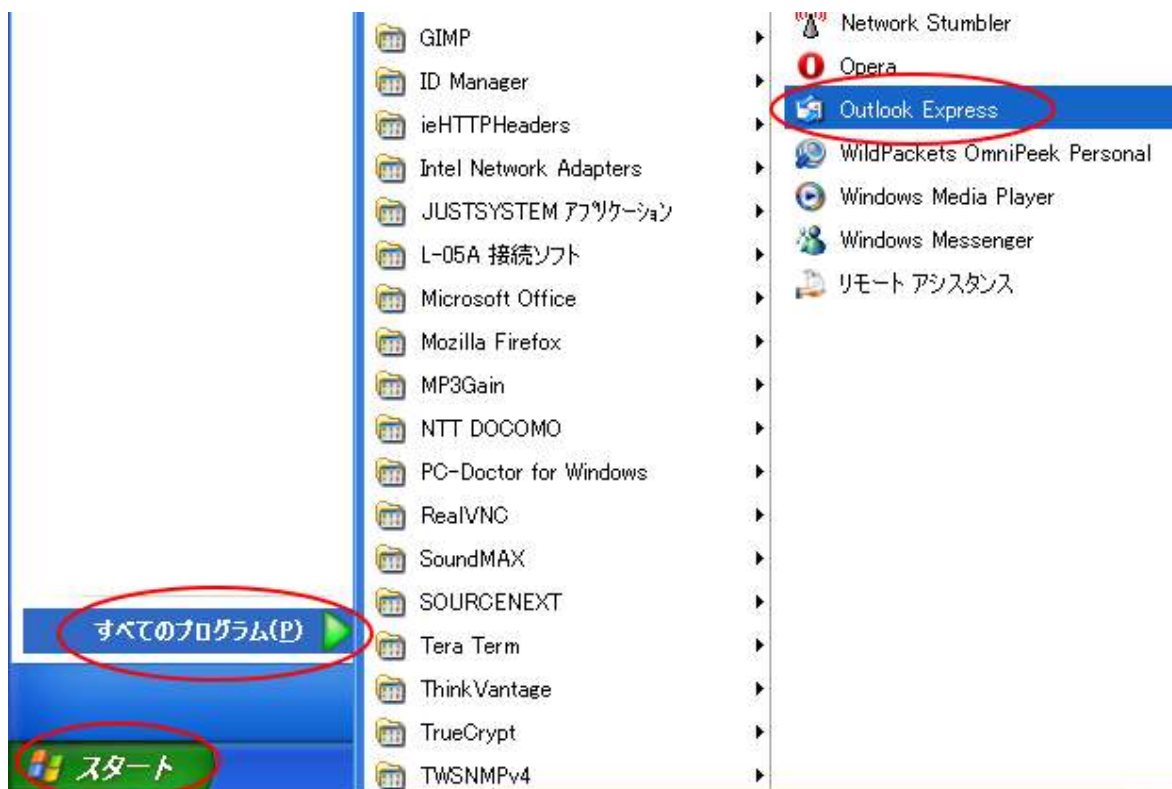 GIMP
ID Manager
ieHTTPHeaders
Intel Network Adapters
JUSTSYSTEM アプリケーション
L-05A 接続ソフト
Microsoft Office
Mozilla Firefox
MP3Gain
NTT DOCOMO
PC-Doctor for Windows
RealVNC
SoundMAX
SOURCENEXT
Tera Term
ThinkVantage
TrueCrypt
TWSNMPv4
Network Stumbler
Opera
Outlook Express
WildPackets OmniPeek Personal
Windows Media Player
Windows Messenger
リモート アシスタンス
すべてのプログラム(P)
スタート